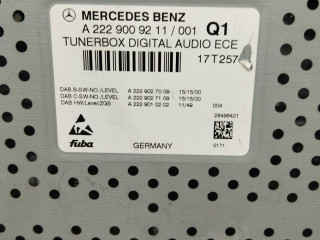 MERCEDES BENZ
A 222 900 92 11 / 001 Q1
TUNERBOX DIGITAL AUDIO ECE
17T257
DAB B-SW-NO./LEVEL A 222 902 70 09 15/15/00
DAB C-SW-NO./LEVEL A 222 902 71 09 15/15/00
DAB HW/Level/ZGS A 222 901 02 02 11/49 004
28496421
fuba GERMANY 0171